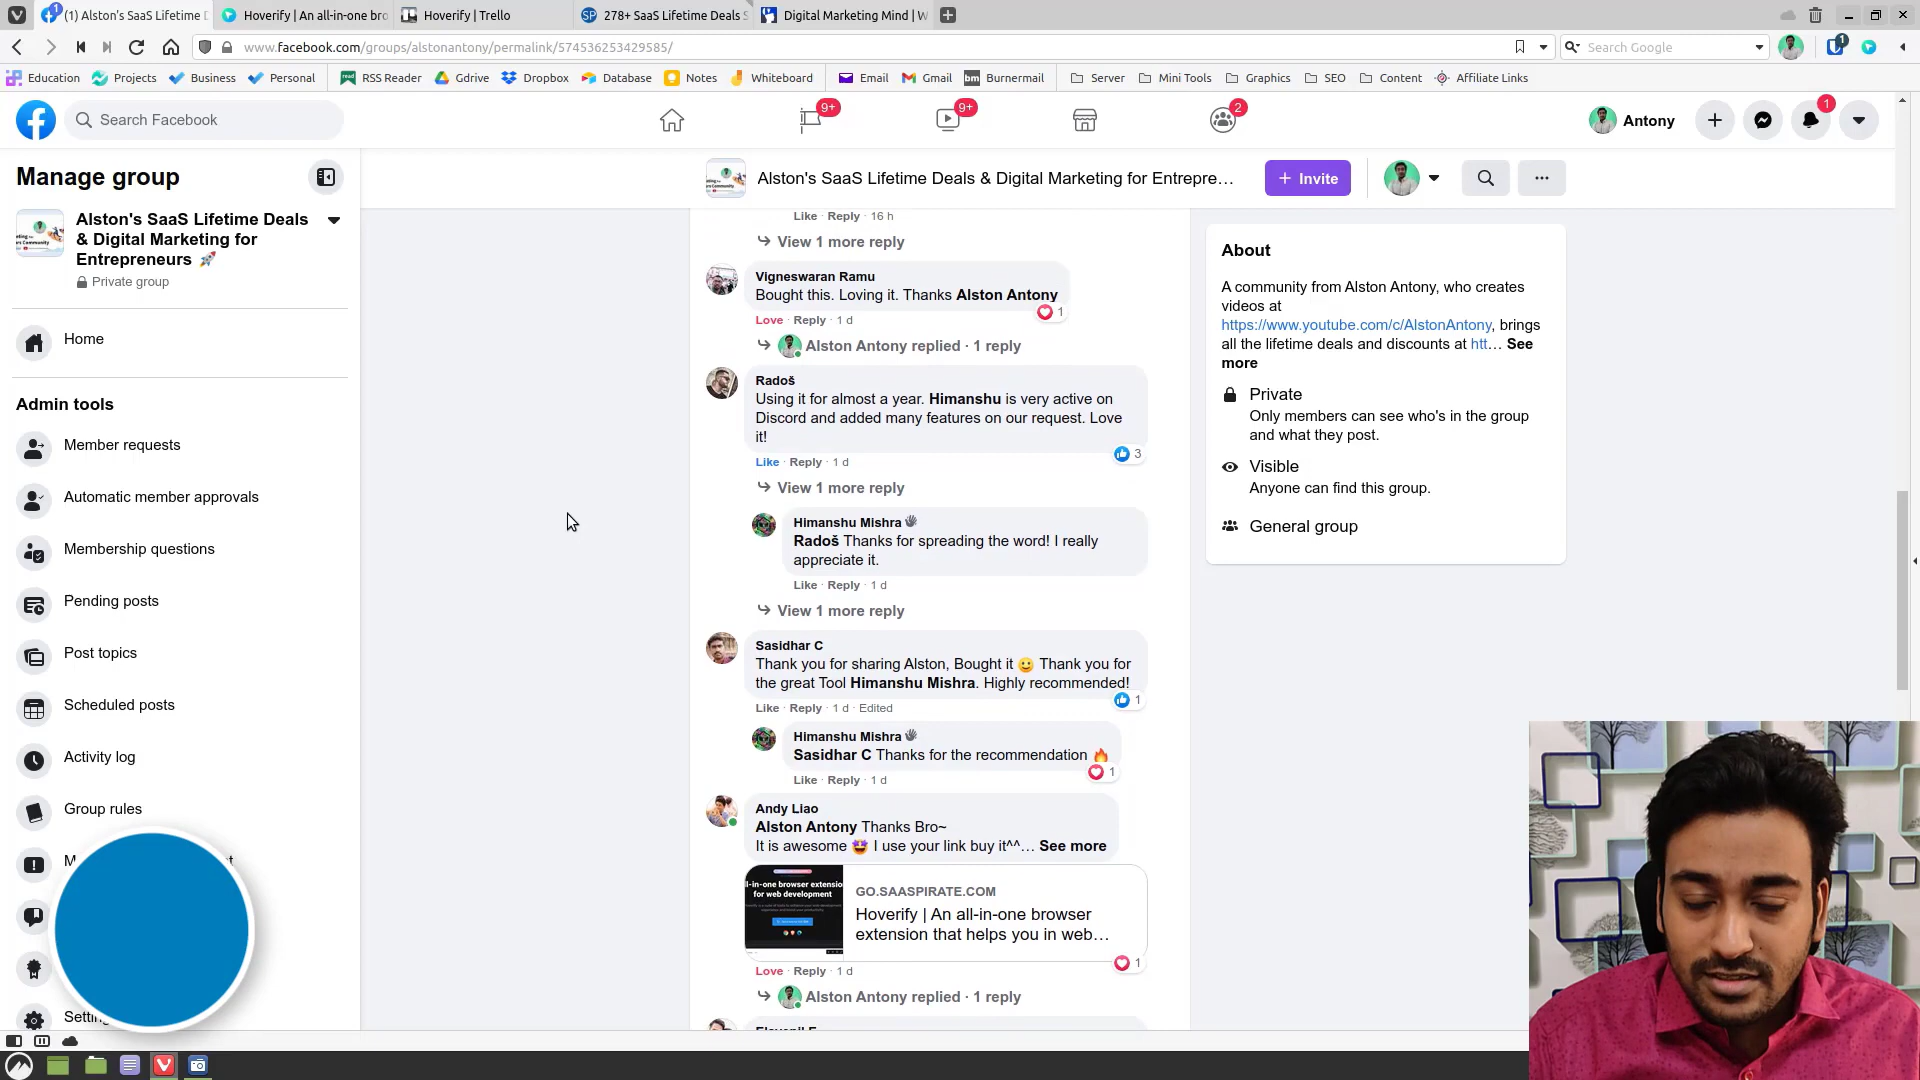 (1) Alston's SaaS Lifetime D
Hoverify | An all-in-one bro
Hoverify | Trello
278+ SaaS Lifetime Deals S
Digital Marketing Mind | W
www.facebook.com/groups/alstonantony/permalink/574536253429585/
Search Google
1
Education
Projects
Business
Personal
RSS Reader
Gdrive
Dropbox
Database
Notes
Whiteboard
Email
Gmail
Burnermail
Server
Mini Tools
Graphics
SEO
Content
Affiliate Links
Search Facebook
9+
9+
2
Antony
1
Manage group
Alston's SaaS Lifetime Deals
& Digital Marketing for
Entrepreneurs 🚀
Private group
Home
Admin tools
Member requests
Automatic member approvals
Membership questions
Pending posts
Post topics
Scheduled posts
Activity log
Group rules
Alston's SaaS Lifetime Deals & Digital Marketing for Entrepre...
+ Invite
Like · Reply · 16 h
View 1 more reply
Vigneswaran Ramu
Bought this. Loving it. Thanks Alston Antony
1
Love · Reply · 1 d
Alston Antony replied · 1 reply
Radoš
Using it for almost a year. Himanshu is very active on
Discord and added many features on our request. Love
it!
3
Like · Reply · 1 d
View 1 more reply
Himanshu Mishra
Radoš Thanks for spreading the word! I really
appreciate it.
Like · Reply · 1 d
View 1 more reply
Sasidhar C
Thank you for sharing Alston, Bought it 😀 Thank you for
the great Tool Himanshu Mishra. Highly recommended!
1
Like · Reply · 1 d · Edited
Himanshu Mishra
Sasidhar C Thanks for the recommendation 🔥
1
Like · Reply · 1 d
Andy Liao
Alston Antony Thanks Bro~
It is awesome 🤩 I use your link buy it^^... See more
ll-in-one browser extensio
for web development
GO.SAASPIRATE.COM
Hoverify | An all-in-one browser
extension that helps you in web...
1
Love · Reply · 1 d
Alston Antony replied · 1 reply
About
A community from Alston Antony, who creates
videos at
https://www.youtube.com/c/AlstonAntony, brings
all the lifetime deals and discounts at htt... See
more
Private
Only members can see who's in the group
and what they post.
Visible
Anyone can find this group.
General group